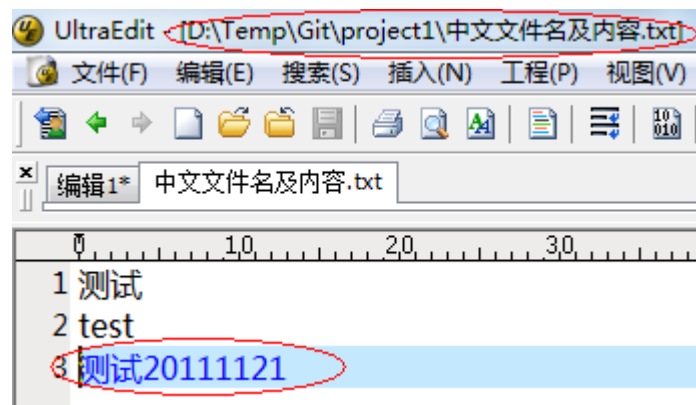 UltraEdit - [D:\Temp\Git\project1\中文文件名及内容.txt]
文件(F) 编辑(E) 搜索(S) 插入(N) 工程(P) 视图(V)
编辑1* 中文文件名及内容.txt
0 10 20 30
1 测试
2 test
3 测试20111121